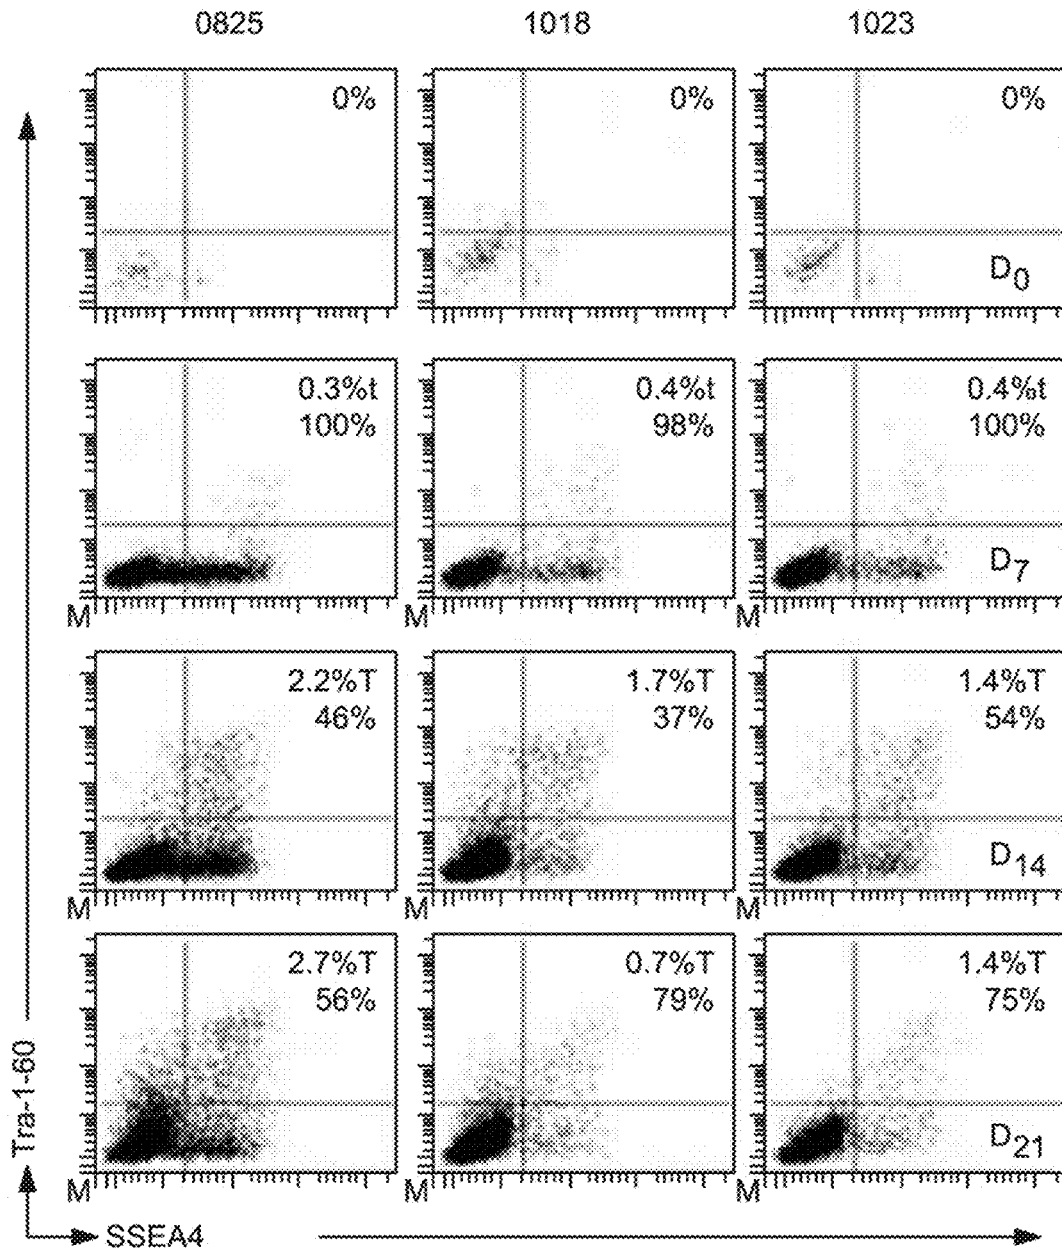 0825 1018 1023
0% 0% 0%
D0
0.3%t 0.4%t 0.4%t
100% 98% 100%
D7
M M M
2.2%T 1.7%T 1.4%T
46% 37% 54%
D14
M M M
2.7%T 0.7%T 1.4%T
56% 79% 75%
D21
M M M
Tra-1-60
SSEA4